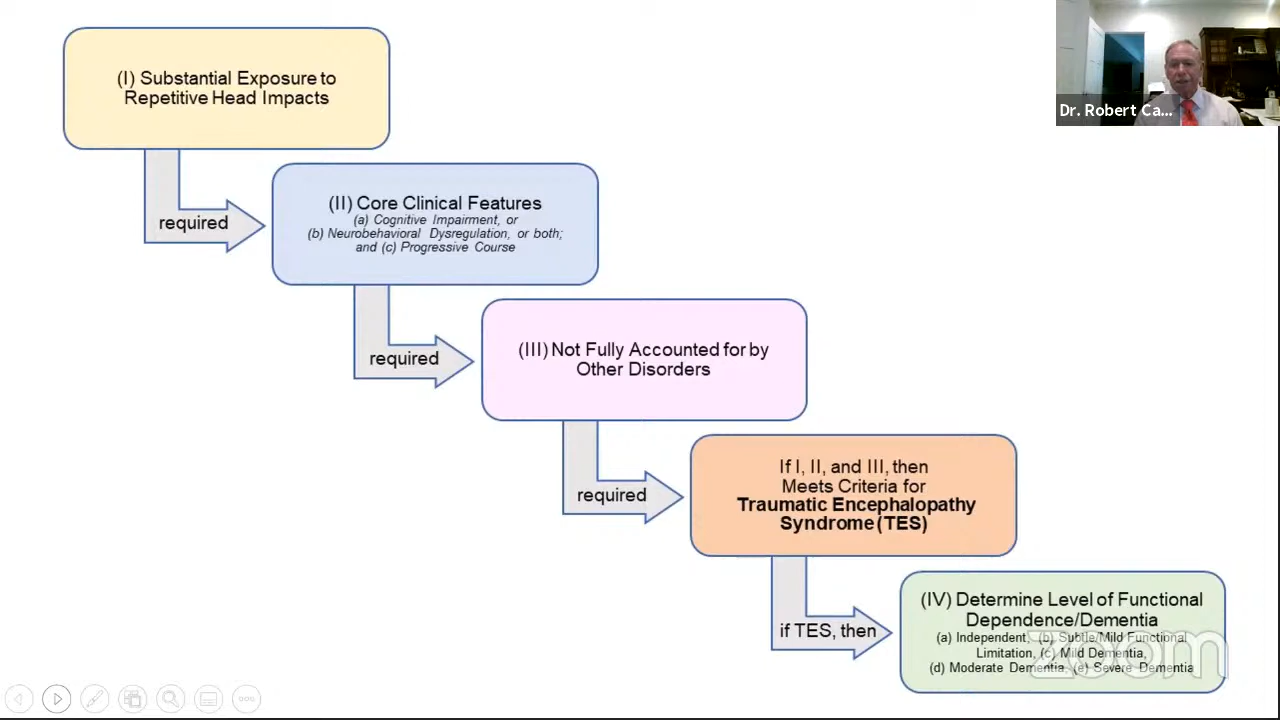 Dr. Robert Ca...
(I) Substantial Exposure to
Repetitive Head Impacts
required
(II) Core Clinical Features
(a) Cognitive Impairment, or
(b) Neurobehavioral Dysregulation, or both;
and (c) Progressive Course
required
(III) Not Fully Accounted for by
Other Disorders
required
If I, II, and III, then
Meets Criteria for
Traumatic Encephalopathy
Syndrome (TES)
if TES, then
(IV) Determine Level of Functional
Dependence/Dementia
(a) Independent, (b) Subtle/Mild Functional
Limitation, (c) Mild Dementia,
(d) Moderate Dementia, (e) Severe Dementia
zoom